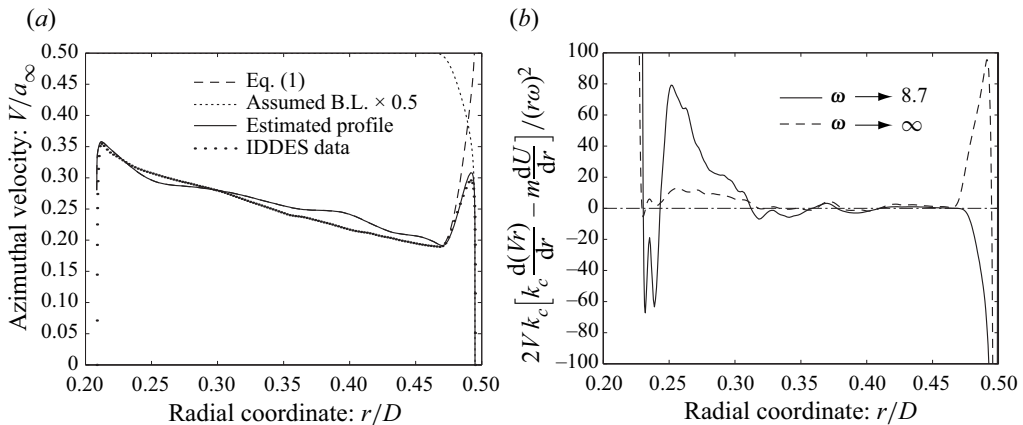 (a)
Azimuthal velocity: V/a∞
0.50
0.45
0.40
0.35
0.30
0.25
0.20
0.15
0.10
0.05
0
Eq. (1)
Assumed B.L. × 0.5
Estimated profile
IDDES data
0.20 0.25 0.30 0.35 0.40 0.45 0.50
Radial coordinate: r/D
(b)
2V k_c [k_c d(Vr)/dr − m dU/dr] /(rω)²
100
80
60
40
20
0
−20
−40
−60
−80
−100
ω → 8.7
ω → ∞
0.20 0.25 0.30 0.35 0.40 0.45 0.50
Radial coordinate: r/D